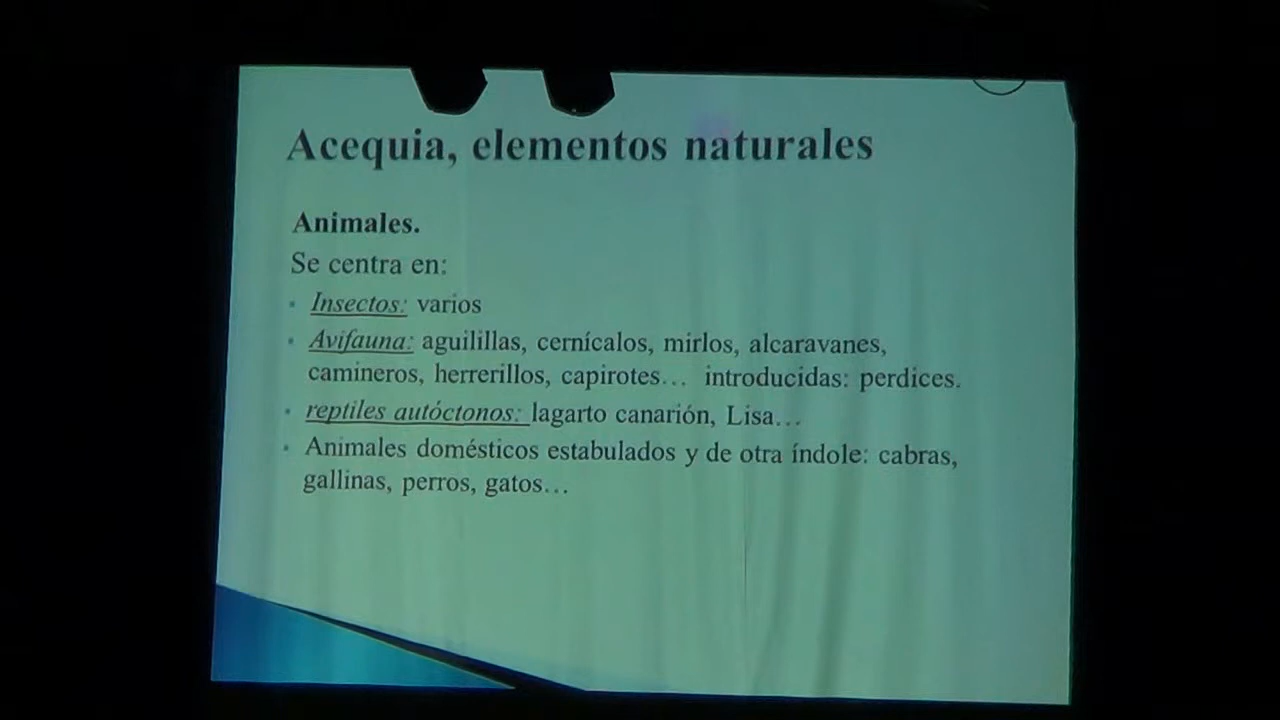 Acequia, elementos naturales
Animales.
Se centra en:
• Insectos: varios
• Avifauna: aguilillas, cernícalos, mirlos, alcaravanes,
camineros, herrerillos, capirotes… introducidas: perdices.
• reptiles autóctonos: lagarto canarión, Lisa…
• Animales domésticos estabulados y de otra índole: cabras,
gallinas, perros, gatos…